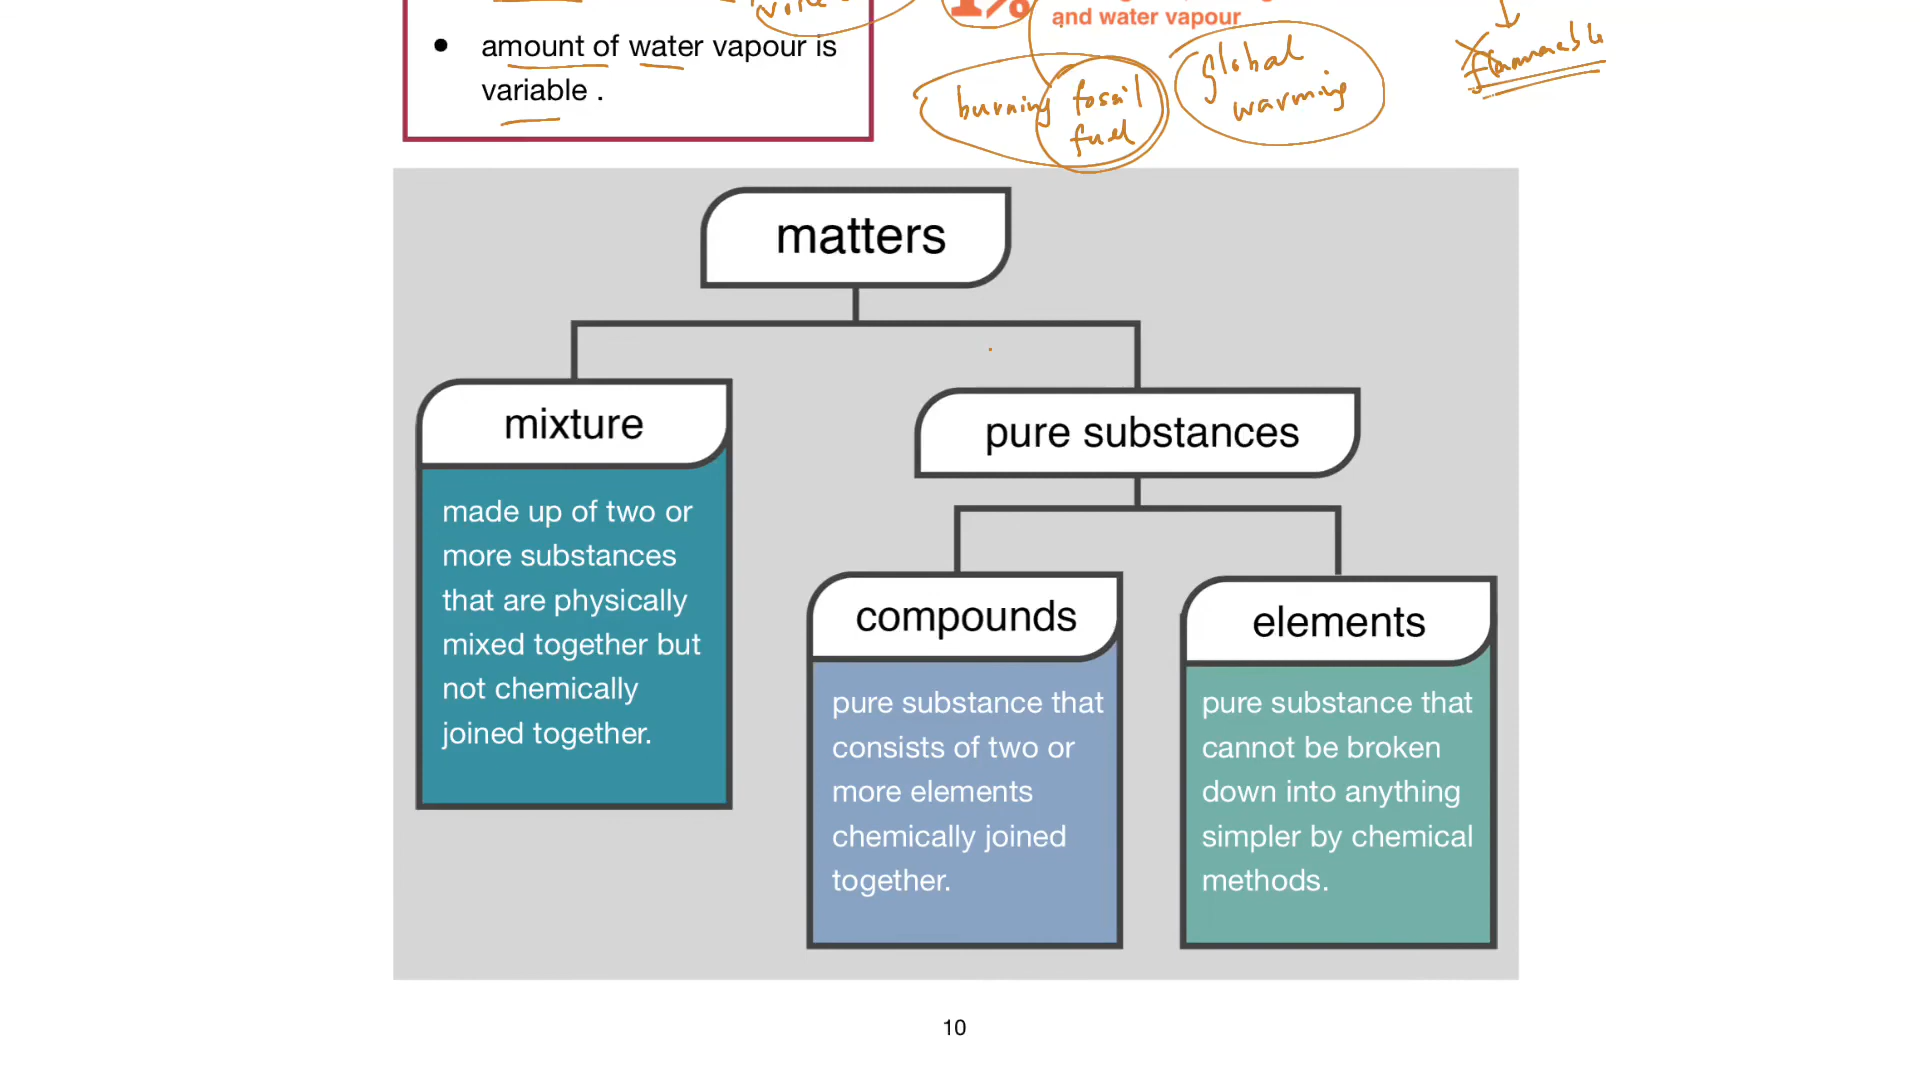 1%
and water vapour
amount of water vapour is
variable .
burning fossil
fuel
global
warming
flammable
matters
mixture
made up of two or
more substances
that are physically
mixed together but
not chemically
joined together.
pure substances
compounds
pure substance that
consists of two or
more elements
chemically joined
together.
elements
pure substance that
cannot be broken
down into anything
simpler by chemical
methods.
10